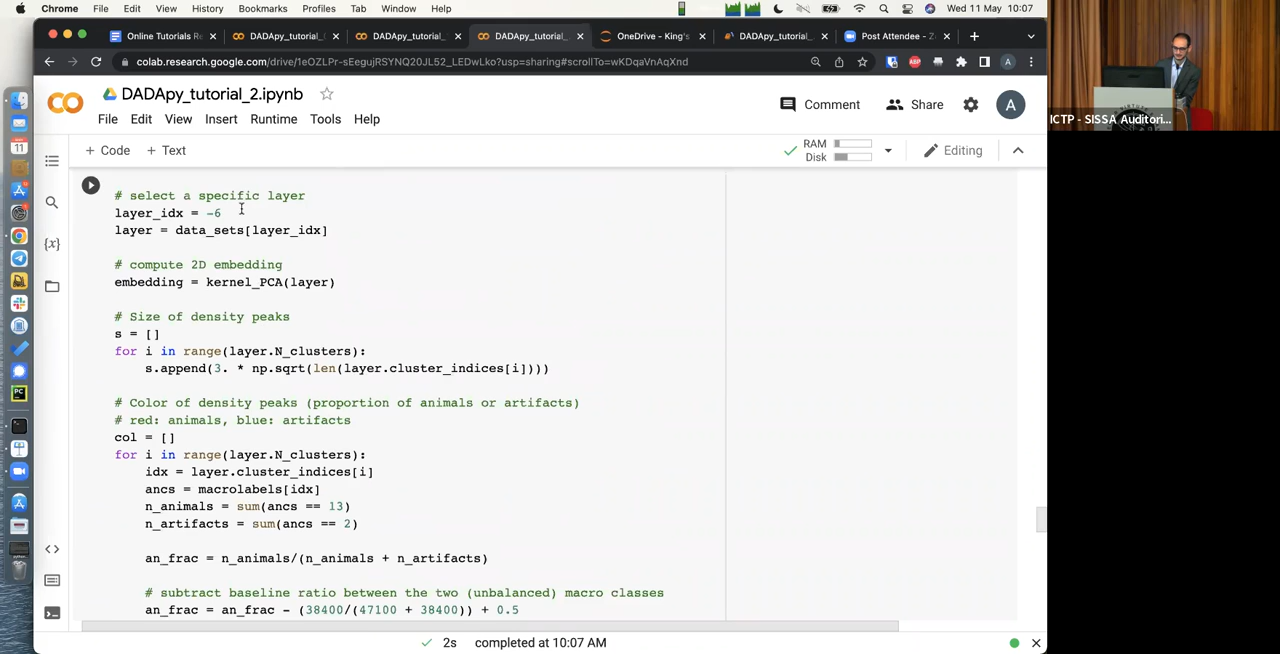 Chrome File Edit View History Bookmarks Profiles Tab Window Help Wed 11 May 10:07
Online Tutorials Re DADApy_tutorial_ DADApy_tutorial_ DADApy_tutorial_ OneDrive - King's DADApy_tutorial_ Post Attendee - Z
colab.research.google.com/drive/1eOZLPr-sEegujRSYNQ20JL52_LEDwLko?usp=sharing#scrollTo=wKDqaVnAqXnd
DADApy_tutorial_2.ipynb
Comment Share A
File Edit View Insert Runtime Tools Help
+ Code + Text
RAM
Disk
Editing
# select a specific layer
layer_idx = -6
layer = data_sets[layer_idx]
# compute 2D embedding
embedding = kernel_PCA(layer)
# Size of density peaks
s = []
for i in range(layer.N_clusters):
s.append(3. * np.sqrt(len(layer.cluster_indices[i])))
# Color of density peaks (proportion of animals or artifacts)
# red: animals, blue: artifacts
col = []
for i in range(layer.N_clusters):
idx = layer.cluster_indices[i]
ancs = macrolabels[idx]
n_animals = sum(ancs == 13)
n_artifacts = sum(ancs == 2)
an_frac = n_animals/(n_animals + n_artifacts)
# subtract baseline ratio between the two (unbalanced) macro classes
an_frac = an_frac - (38400/(47100 + 38400)) + 0.5
2s completed at 10:07 AM
ICTP - SISSA Auditori...